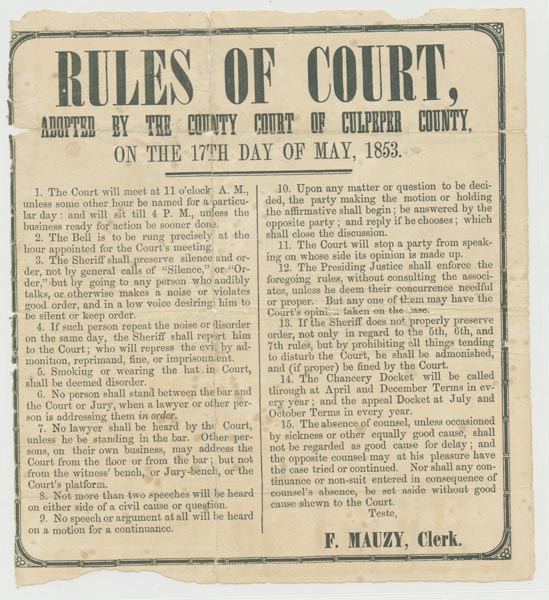 RULES OF COURT,
ADOPTED BY THE COUNTY COURT OF CULPEPER COUNTY,
ON THE 17TH DAY OF MAY, 1853.
1. The Court will meet at 11 o'clock A. M.,
unless some other hour be named for a particu-
lar day: and will sit till 4 P. M., unless the
business ready for action be sooner done.
2. The Bell is to be rung precisely at the
hour appointed for the Court's meeting.
3. The Sheriff shall preserve silence and or-
der, not by general calls of "Silence," or "Or-
der," but by going to any person who audibly
talks, or otherwise makes a noise or violates
good order, and in a low voice desiring him to
be silent or keep order.
4. If such person repeat the noise or disorder
on the same day, the Sheriff shall report him
to the Court; who will repress the evil by ad-
monition, reprimand, fine, or imprisonment.
5. Smoking or wearing the hat in Court,
shall be deemed disorder.
6. No person shall stand between the bar and
the Court or Jury, when a lawyer or other per-
son is addressing them in order.
7. No lawyer shall be heard by the Court,
unless he be standing in the bar. Other per-
sons, on their own business, may address the
Court from the floor or from the bar; but not
from the witness' bench, or Jury-bench, or the
Court's platform.
8. Not more than two speeches will be heard
on either side of a civil cause or question.
9. No speech or argument at all will be heard
on a motion for a continuance.
10. Upon any matter or question to be deci-
ded, the party making the motion or holding
the affirmative shall begin; be answered by the
opposite party; and reply if he chooses; which
shall close the discussion.
11. The Court will stop a party from speak-
ing on whose side its opinion is made up.
12. The Presiding Justice shall enforce the
foregoing rules, without consulting the associ-
ates, unless he deem their concurrence needful
or proper. But any one of them may have the
Court's opinion taken on the case.
13. If the Sheriff does not properly preserve
order, not only in regard to the 5th, 6th, and
7th rules, but by prohibiting all things tending
to disturb the Court, he shall be admonished,
and (if proper) be fined by the Court.
14. The Chancery Docket will be called
through at April and December Terms in ev-
ery year; and the appeal Docket at July and
October Terms in every year.
15. The absence of counsel, unless occasioned
by sickness or other equally good cause, shall
not be regarded as good cause for delay; and
the opposite counsel may at his pleasure have
the case tried or continued. Nor shall any con-
tinuance or non-suit entered in consequence of
counsel's absence, be set aside without good
cause shewn to the Court.
Teste,
F. MAUZY, Clerk.